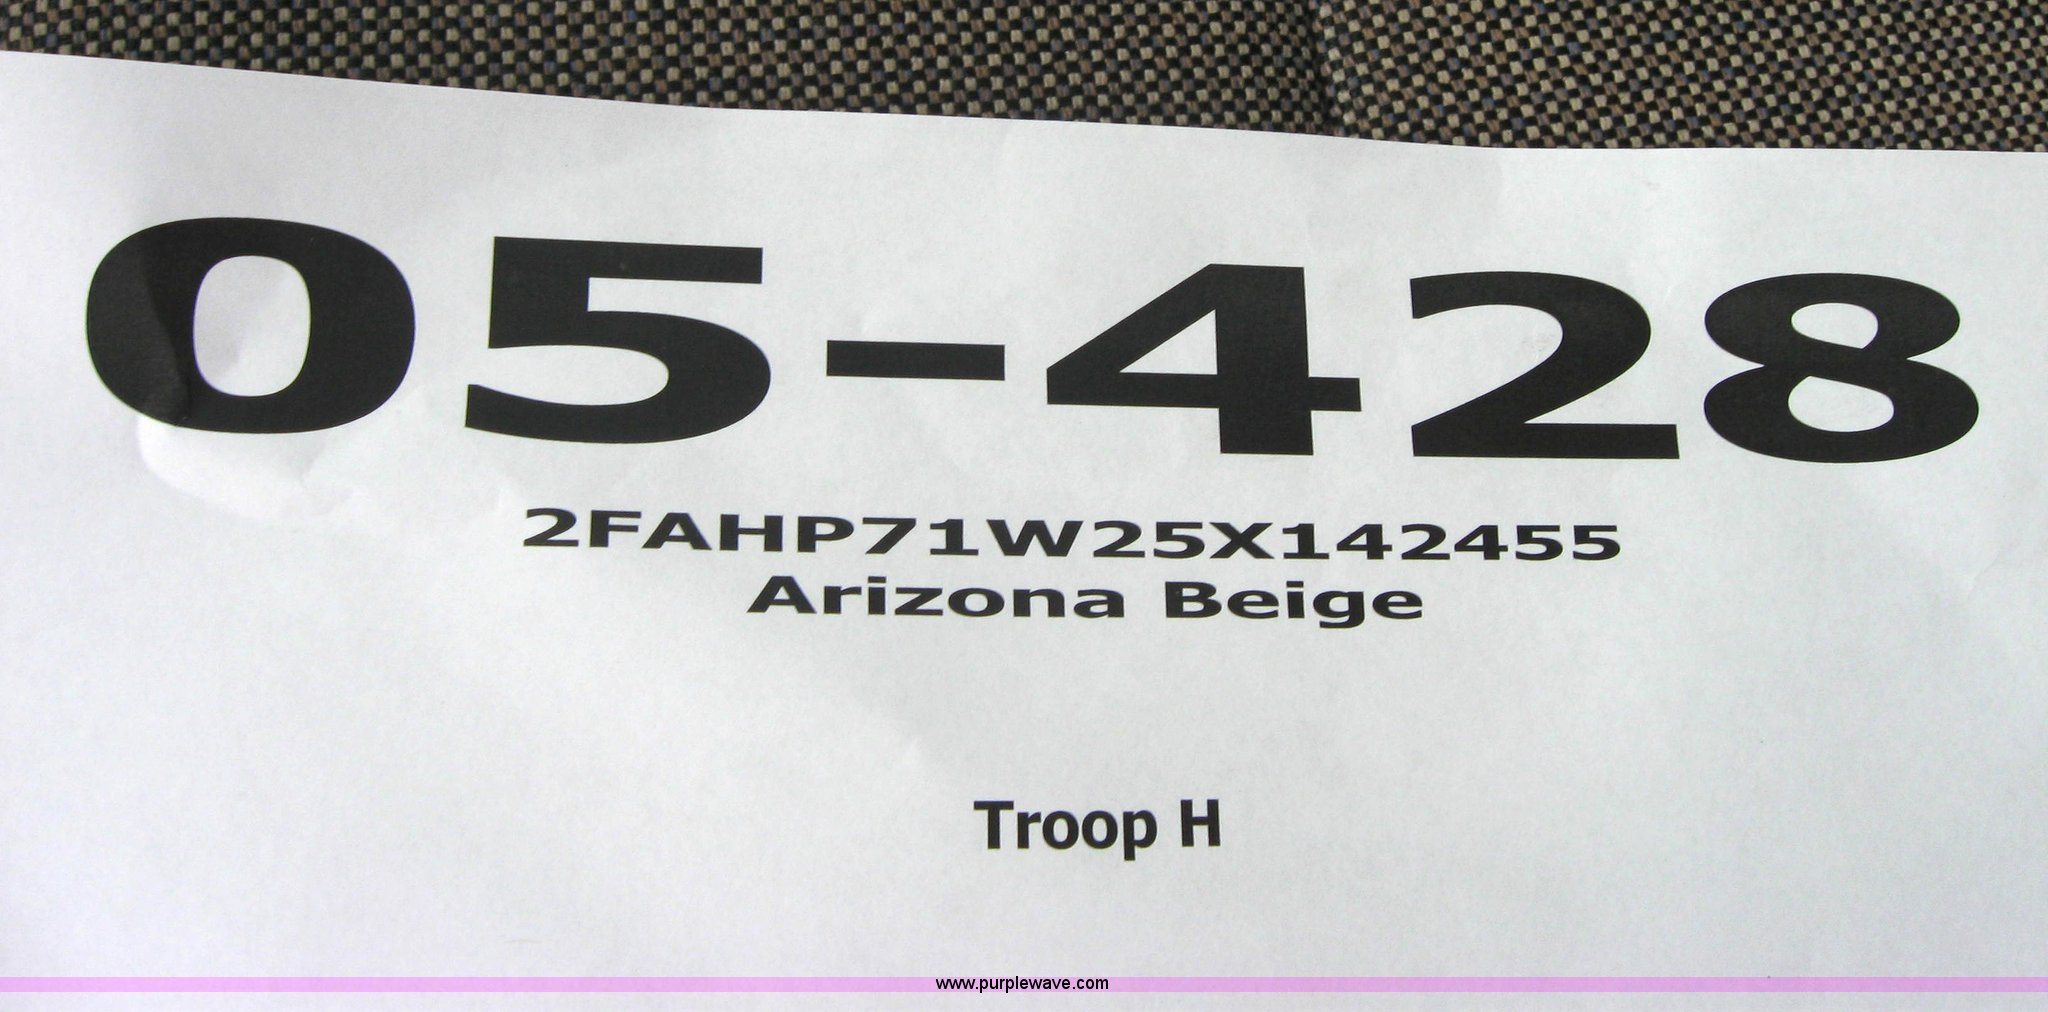 05-428
2FAHP71W25X142455
Arizona Beige
Troop H
www.purplewave.com